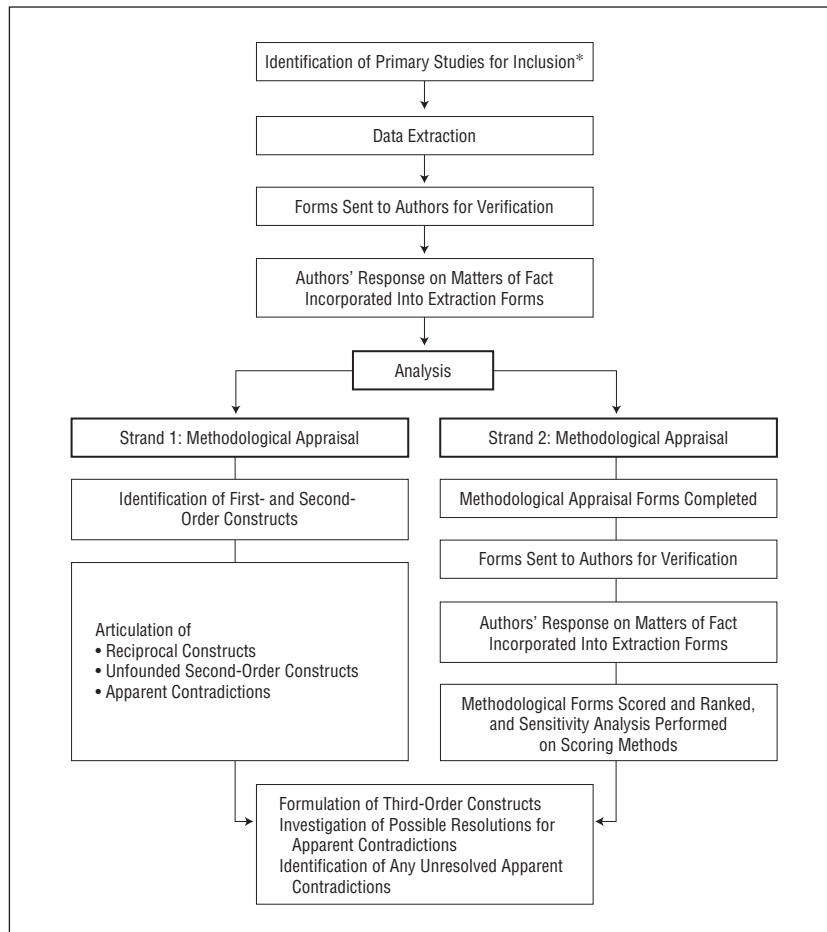 Identification of Primary Studies for Inclusion*
Data Extraction
Forms Sent to Authors for Verification
Authors’ Response on Matters of Fact
Incorporated Into Extraction Forms
Analysis
Strand 1: Methodological Appraisal
Identification of First- and Second-
Order Constructs
Articulation of
• Reciprocal Constructs
• Unfounded Second-Order Constructs
• Apparent Contradictions
Strand 2: Methodological Appraisal
Methodological Appraisal Forms Completed
Forms Sent to Authors for Verification
Authors’ Response on Matters of Fact
Incorporated Into Extraction Forms
Methodological Forms Scored and Ranked,
and Sensitivity Analysis Performed
on Scoring Methods
Formulation of Third-Order Constructs
Investigation of Possible Resolutions for
Apparent Contradictions
Identification of Any Unresolved Apparent
Contradictions